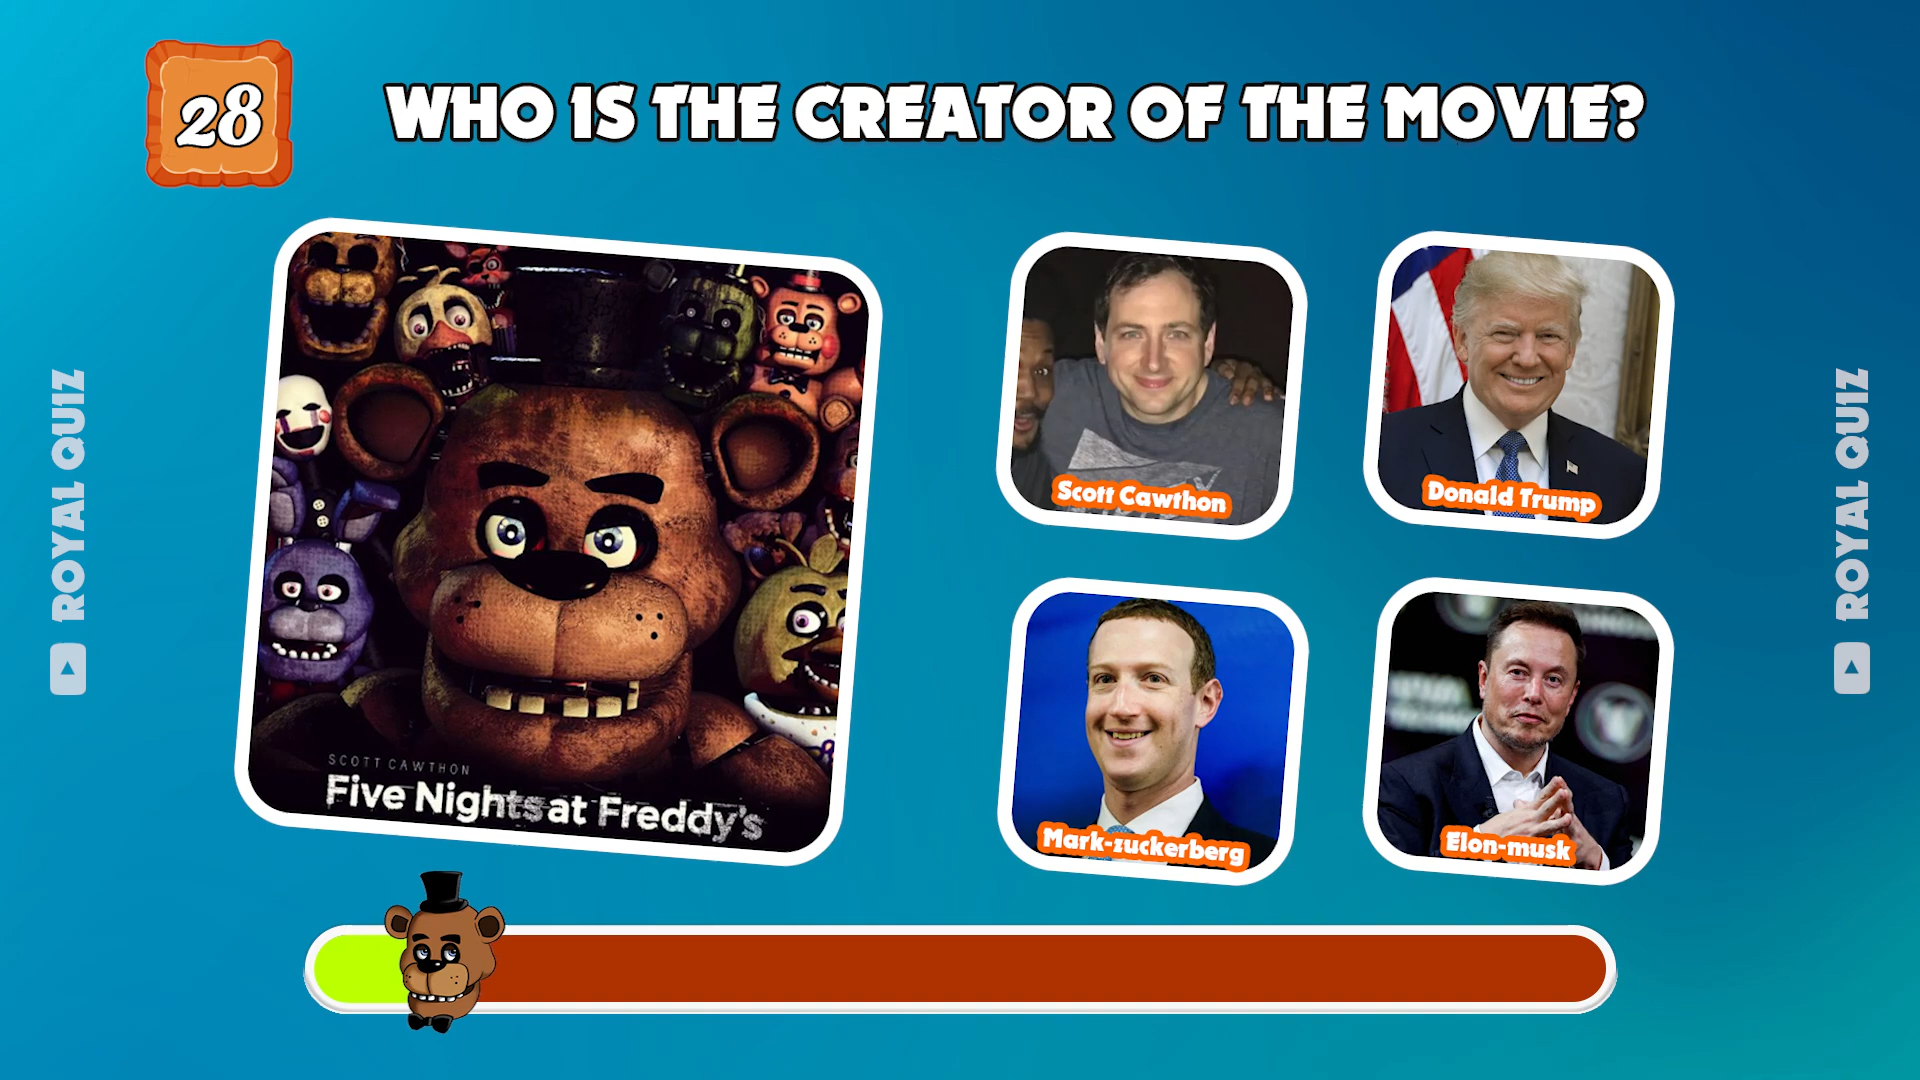 28
WHO IS THE CREATOR OF THE MOVIE?
ROYAL QUIZ
SCOTT CAWTHON
Five Nights at Freddy's
Scott Cawthon
Donald Trump
Mark-zuckerberg
Elon-musk
ROYAL QUIZ